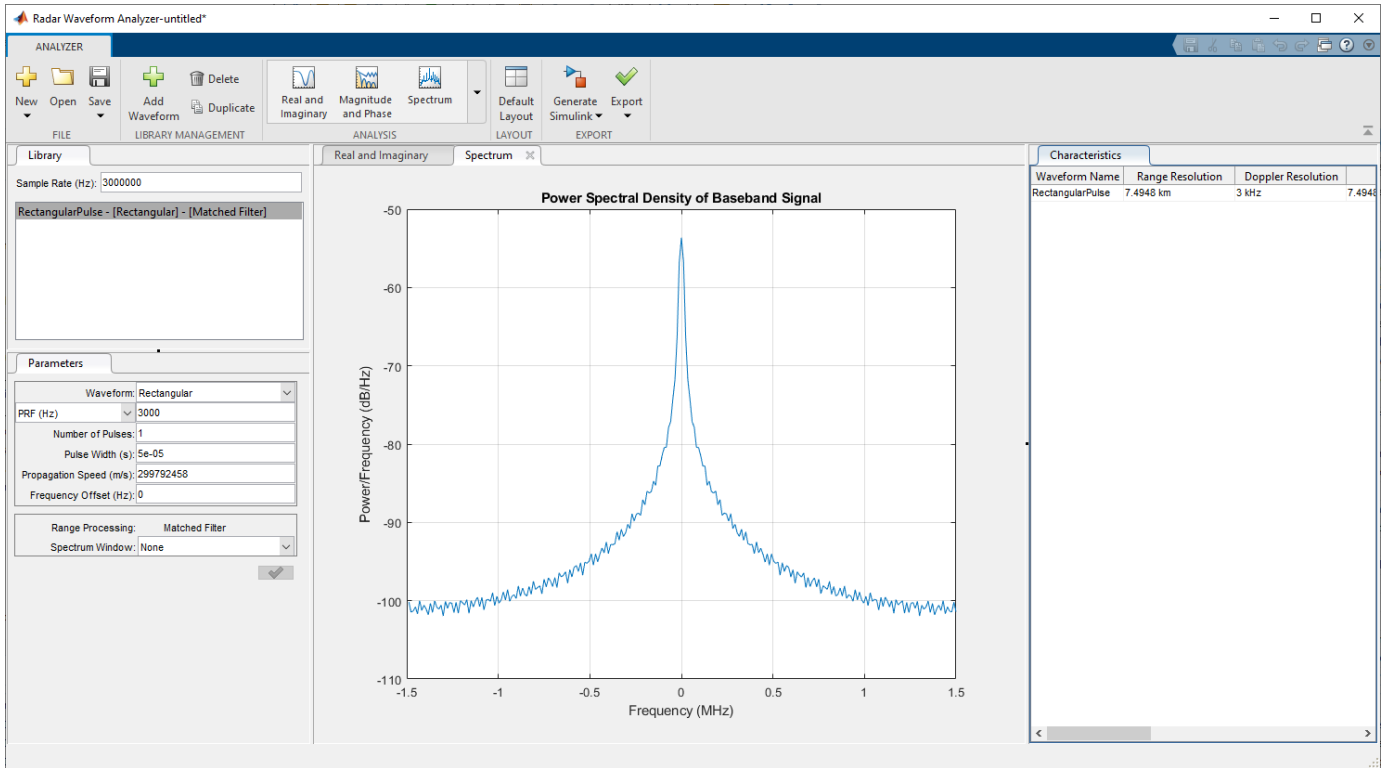 Radar Waveform Analyzer-untitled*
ANALYZER
New
Open
Save
Add
Waveform
Delete
Duplicate
Real and
Imaginary
Magnitude
and Phase
Spectrum
Default
Layout
Generate
Simulink
Export
FILE
LIBRARY MANAGEMENT
ANALYSIS
LAYOUT
EXPORT
Library
Sample Rate (Hz): 3000000
RectangularPulse - [Rectangular] - [Matched Filter]
Parameters
Waveform: Rectangular
PRF (Hz) 3000
Number of Pulses: 1
Pulse Width (s): 5e-05
Propagation Speed (m/s): 299792458
Frequency Offset (Hz): 0
Range Processing: Matched Filter
Spectrum Window: None
Real and Imaginary
Spectrum
Power Spectral Density of Baseband Signal
Power/Frequency (dB/Hz)
-50
-60
-70
-80
-90
-100
-110
-1.5 -1 -0.5 0 0.5 1 1.5
Frequency (MHz)
Characteristics
Waveform Name Range Resolution Doppler Resolution
RectangularPulse 7.4948 km 3 kHz 7.4948